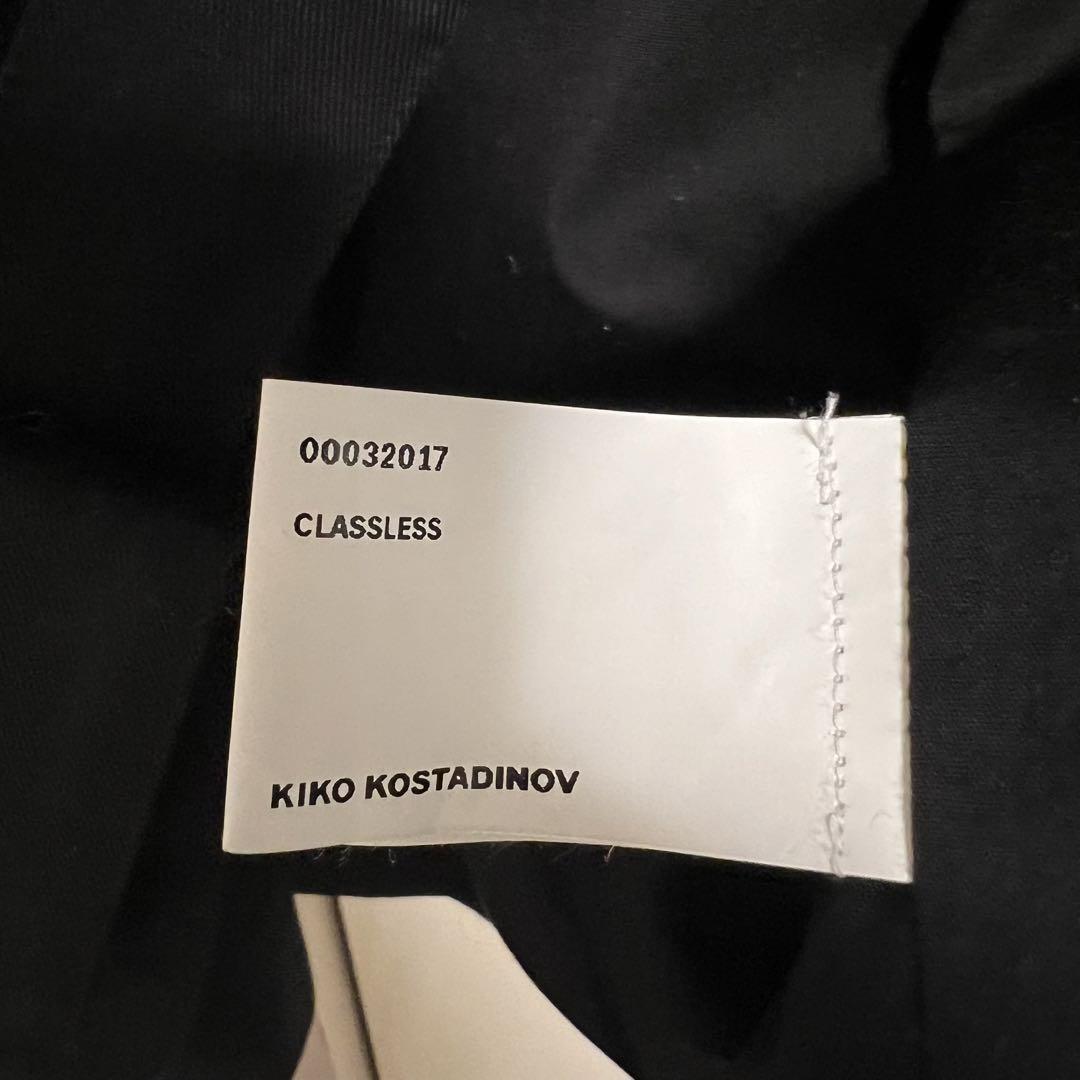 00032017
CLASSLESS
KIKO KOSTADINOV